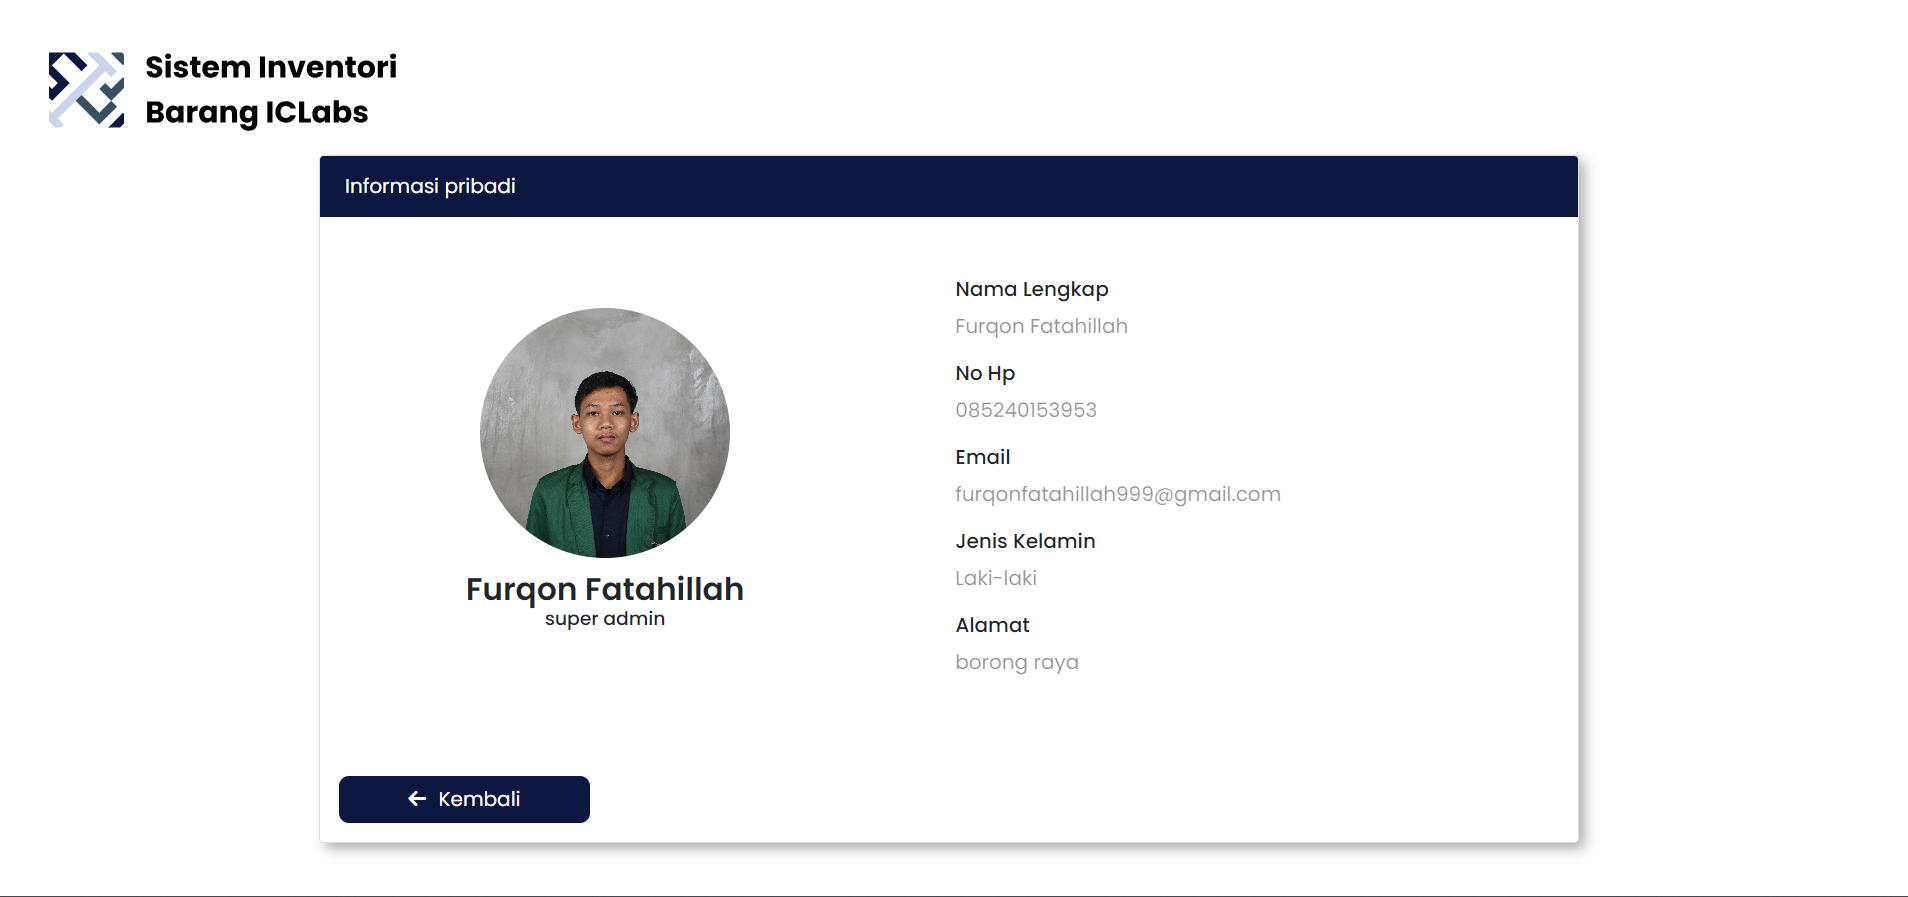 Sistem Inventori
Barang ICLabs
Informasi pribadi
Furqon Fatahillah
super admin
Nama Lengkap
Furqon Fatahillah
No Hp
085240153953
Email
furqonfatahillah999@gmail.com
Jenis Kelamin
Laki-laki
Alamat
borong raya
Kembali